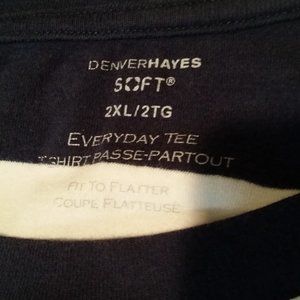 DENVERHAYES
SOFT®
2XL/2TG
EVERYDAY TEE
T-SHIRT PASSE-PARTOUT
FIT TO FLATTER
COUPE FLATTEUSE